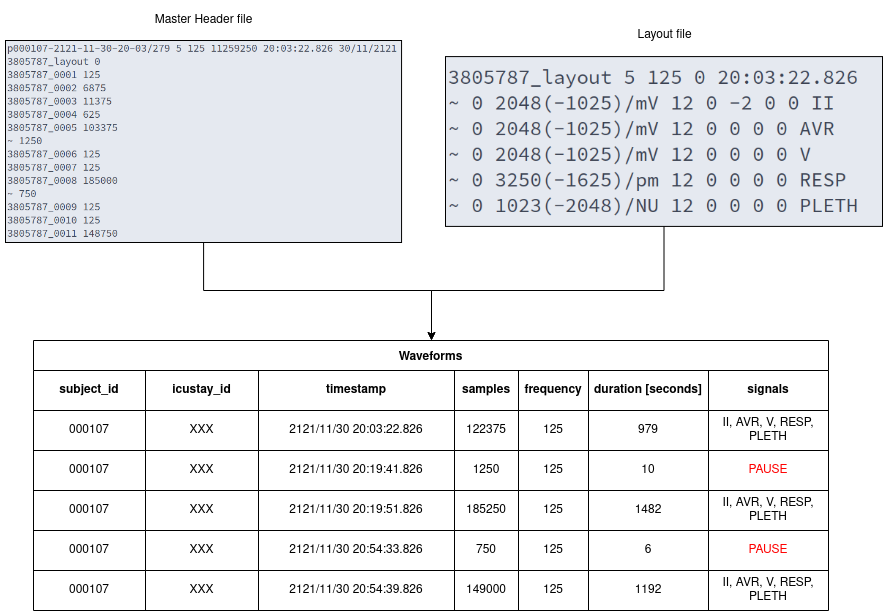 Master Header file
p000107-2121-11-30-20-03/279 5 125 11259250 20:03:22.826 30/11/2121
3805787_layout 0
3805787_0001 125
3805787_0002 6875
3805787_0003 11375
3805787_0004 625
3805787_0005 103375
~ 1250
3805787_0006 125
3805787_0007 125
3805787_0008 185000
~ 750
3805787_0009 125
3805787_0010 125
3805787_0011 148750
Layout file
3805787_layout 5 125 0 20:03:22.826
~ 0 2048(-1025)/mV 12 0 -2 0 0 II
~ 0 2048(-1025)/mV 12 0 0 0 0 AVR
~ 0 2048(-1025)/mV 12 0 0 0 0 V
~ 0 3250(-1625)/pm 12 0 0 0 0 RESP
~ 0 1023(-2048)/NU 12 0 0 0 0 PLETH
Waveforms
subject_id icustay_id timestamp samples frequency duration [seconds] signals
000107 XXX 2121/11/30 20:03:22.826 122375 125 979 II, AVR, V, RESP,
PLETH
000107 XXX 2121/11/30 20:19:41.826 1250 125 10 PAUSE
000107 XXX 2121/11/30 20:19:51.826 185250 125 1482 II, AVR, V, RESP,
PLETH
000107 XXX 2121/11/30 20:54:33.826 750 125 6 PAUSE
000107 XXX 2121/11/30 20:54:39.826 149000 125 1192 II, AVR, V, RESP,
PLETH